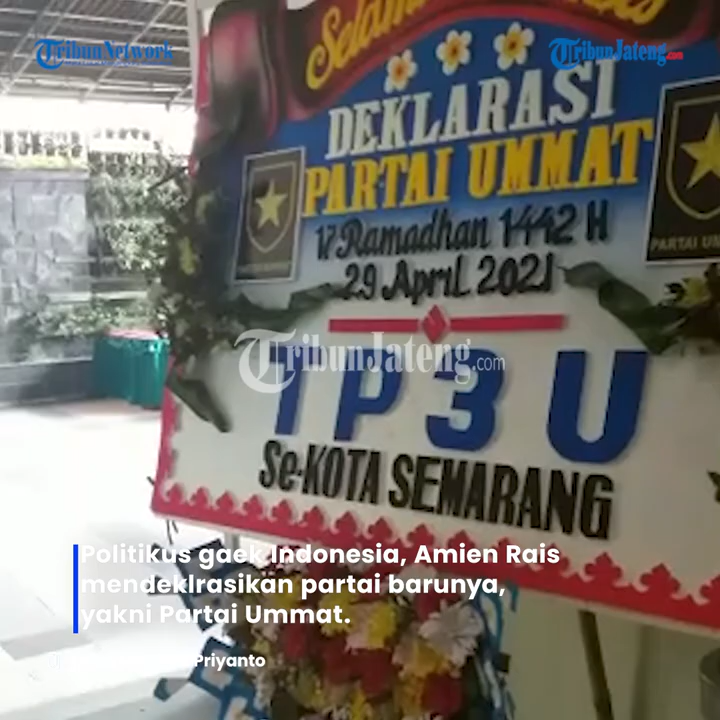 TribunNetwork
TribunJateng.com
DEKLARASI
PARTAI UMMAT
17 Ramadhan 1442 H
29 April 2021
TribunJateng.com
TP3U
Se-KOTA SEMARANG
Politikus gaek Indonesia, Amien Rais
mendeklrasikan partai barunya,
yakni Partai Ummat.
Priyanto